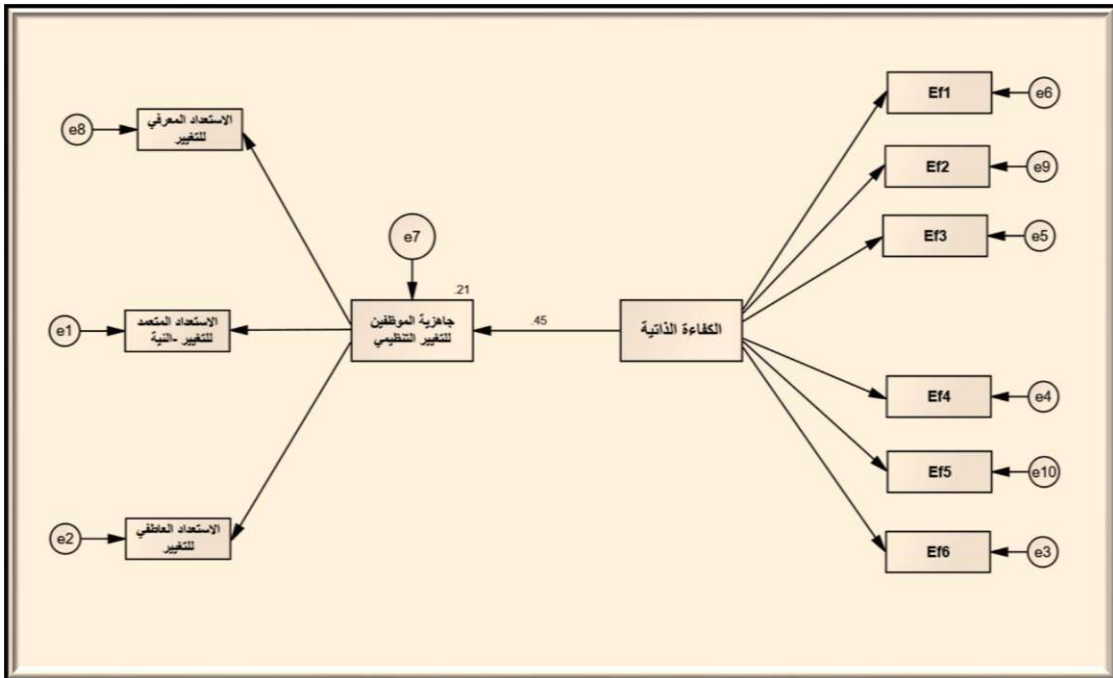 الاستعداد المعرفي
للتغيير
e8
الاستعداد المتعمد
للتغيير -النية
e1
الاستعداد العاطفي
للتغيير
e2
e7
.21
جاهزية الموظفين
للتغيير التنظيمي
.45
الكفاءة الذاتية
Ef1
e6
Ef2
e9
Ef3
e5
Ef4
e4
Ef5
e10
Ef6
e3